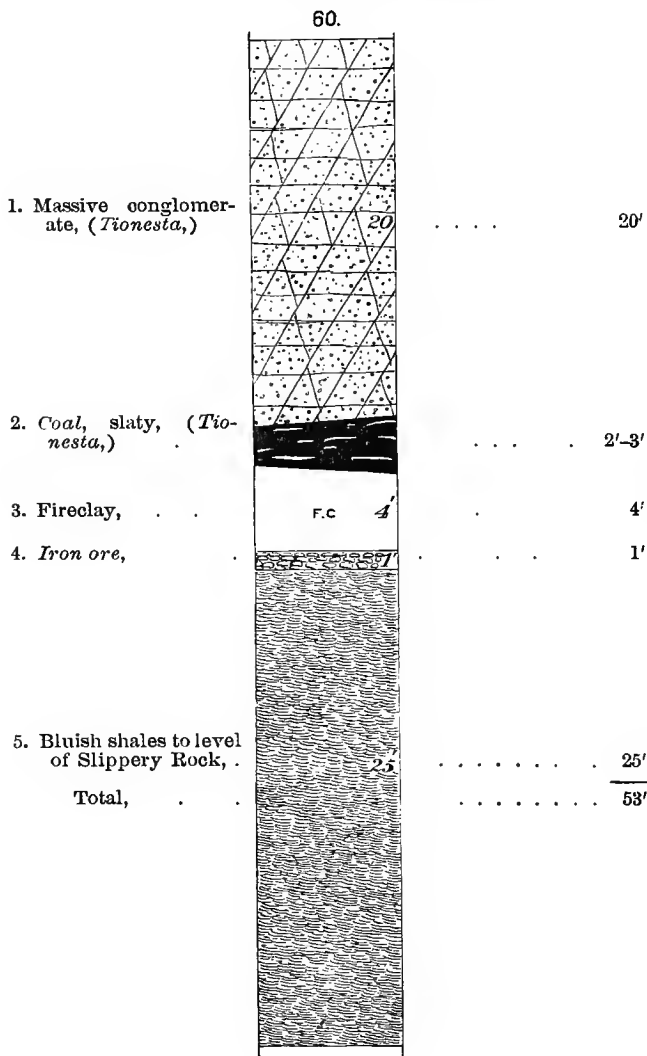 60.
1. Massive conglomer-
ate, (Tionesta,) 20' . . . . 20'
2. Coal, slaty, (Tio-
nesta,) . . . . . 2'-3'
3. Fireclay, . . F.C 4' . 4'
4. Iron ore, . 1' . . . 1'
5. Bluish shales to level
of Slippery Rock, . 25' . . . . . . . . 25'
Total, . . . . . . . . . . 53'